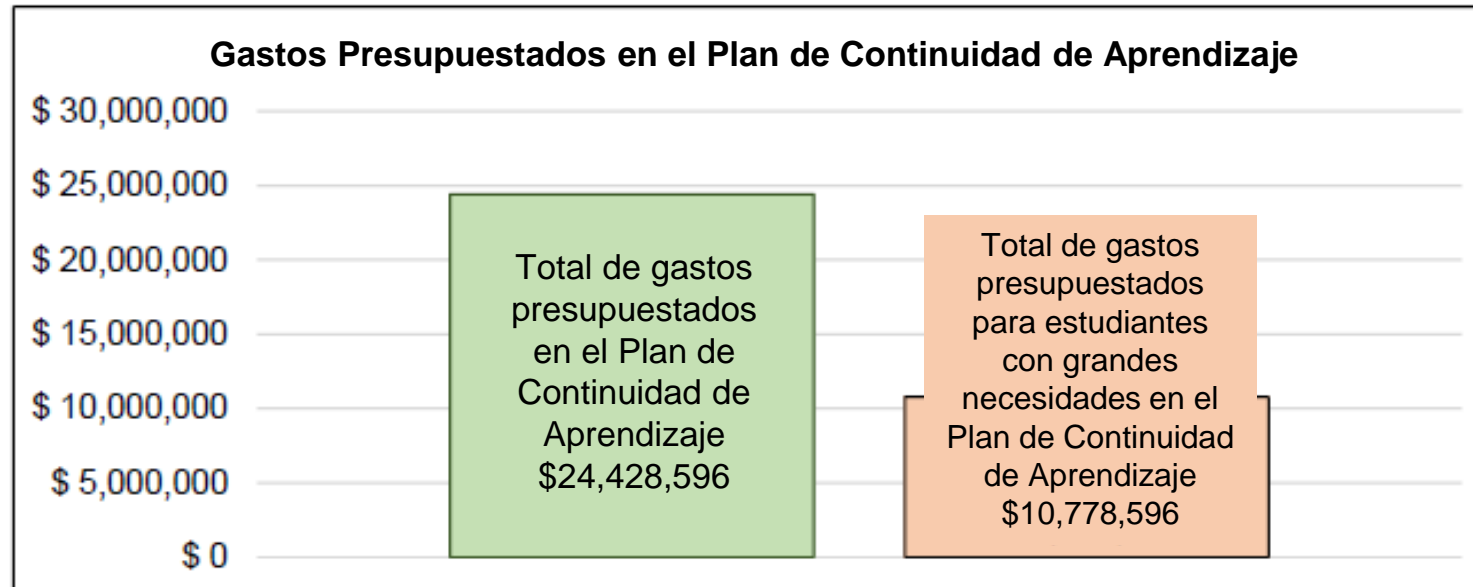 Gastos Presupuestados en el Plan de Continuidad de Aprendizaje
$ 30,000,000
$ 25,000,000
$ 20,000,000
$ 15,000,000
$ 10,000,000
$ 5,000,000
$ 0
Total de gastos
presupuestados
en el Plan de
Continuidad de
Aprendizaje
$24,428,596
Total de gastos
presupuestados
para estudiantes
con grandes
necesidades en el
Plan de Continuidad
de Aprendizaje
$10,778,596